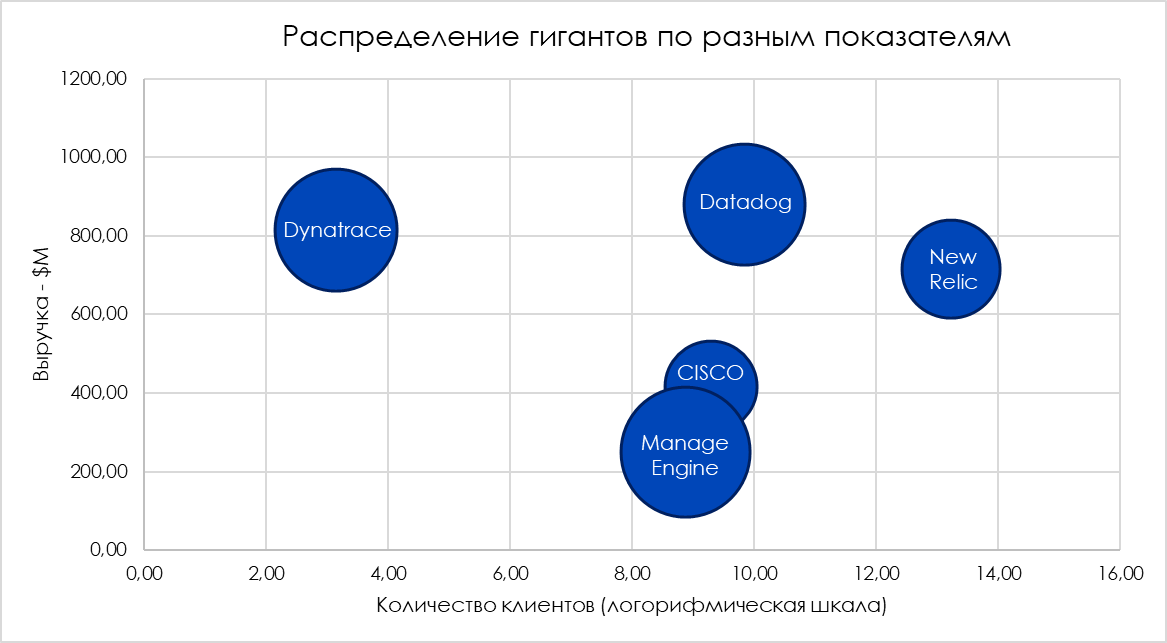 Распределение гигантов по разным показателям
1200,00
1000,00
800,00
600,00
400,00
200,00
0,00
Выручка - $М
Dynatrace
Datadog
New
Relic
CISCO
Manage
Engine
0,00 2,00 4,00 6,00 8,00 10,00 12,00 14,00 16,00
Количество клиентов (логорифмическая шкала)